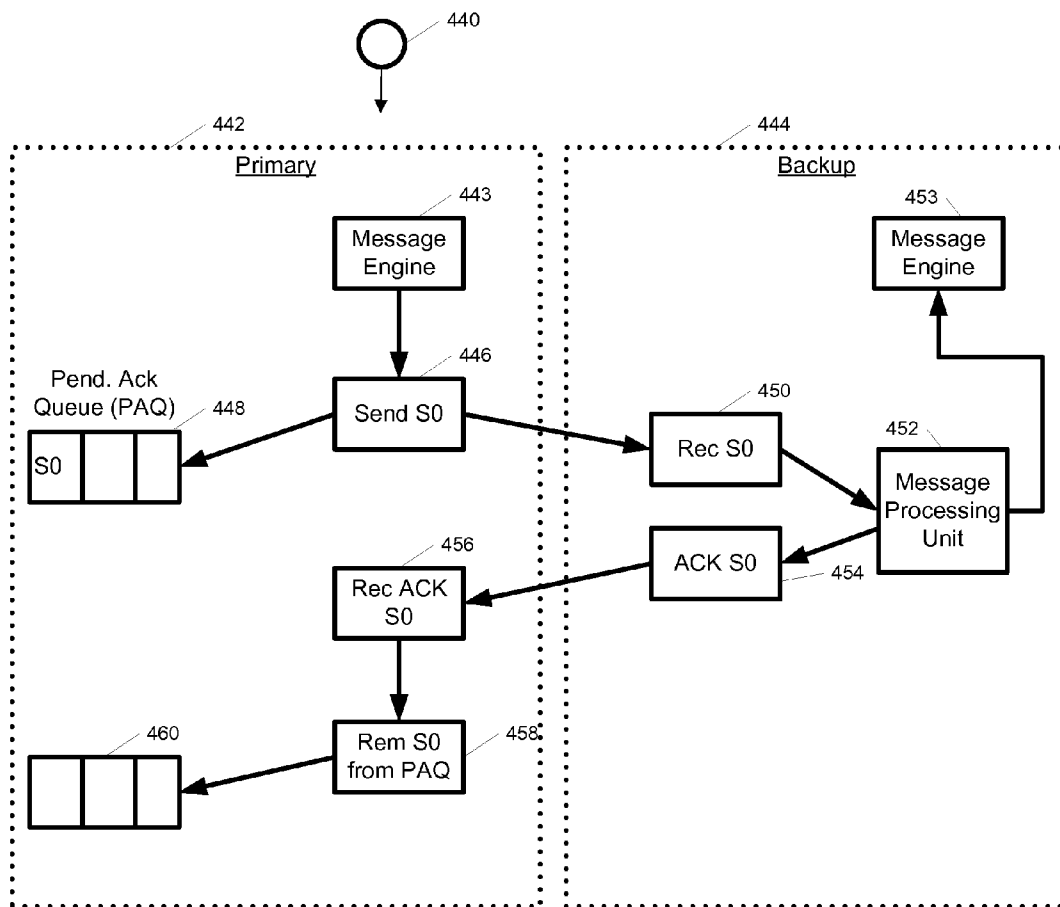 440
442
444
Primary
Backup
443
Message
Engine
453
Message
Engine
446
Send S0
Pend. Ack
Queue (PAQ)
448
S0
450
Rec S0
452
Message
Processing
Unit
456
Rec ACK
S0
ACK S0
454
460
Rem S0
from PAQ
458